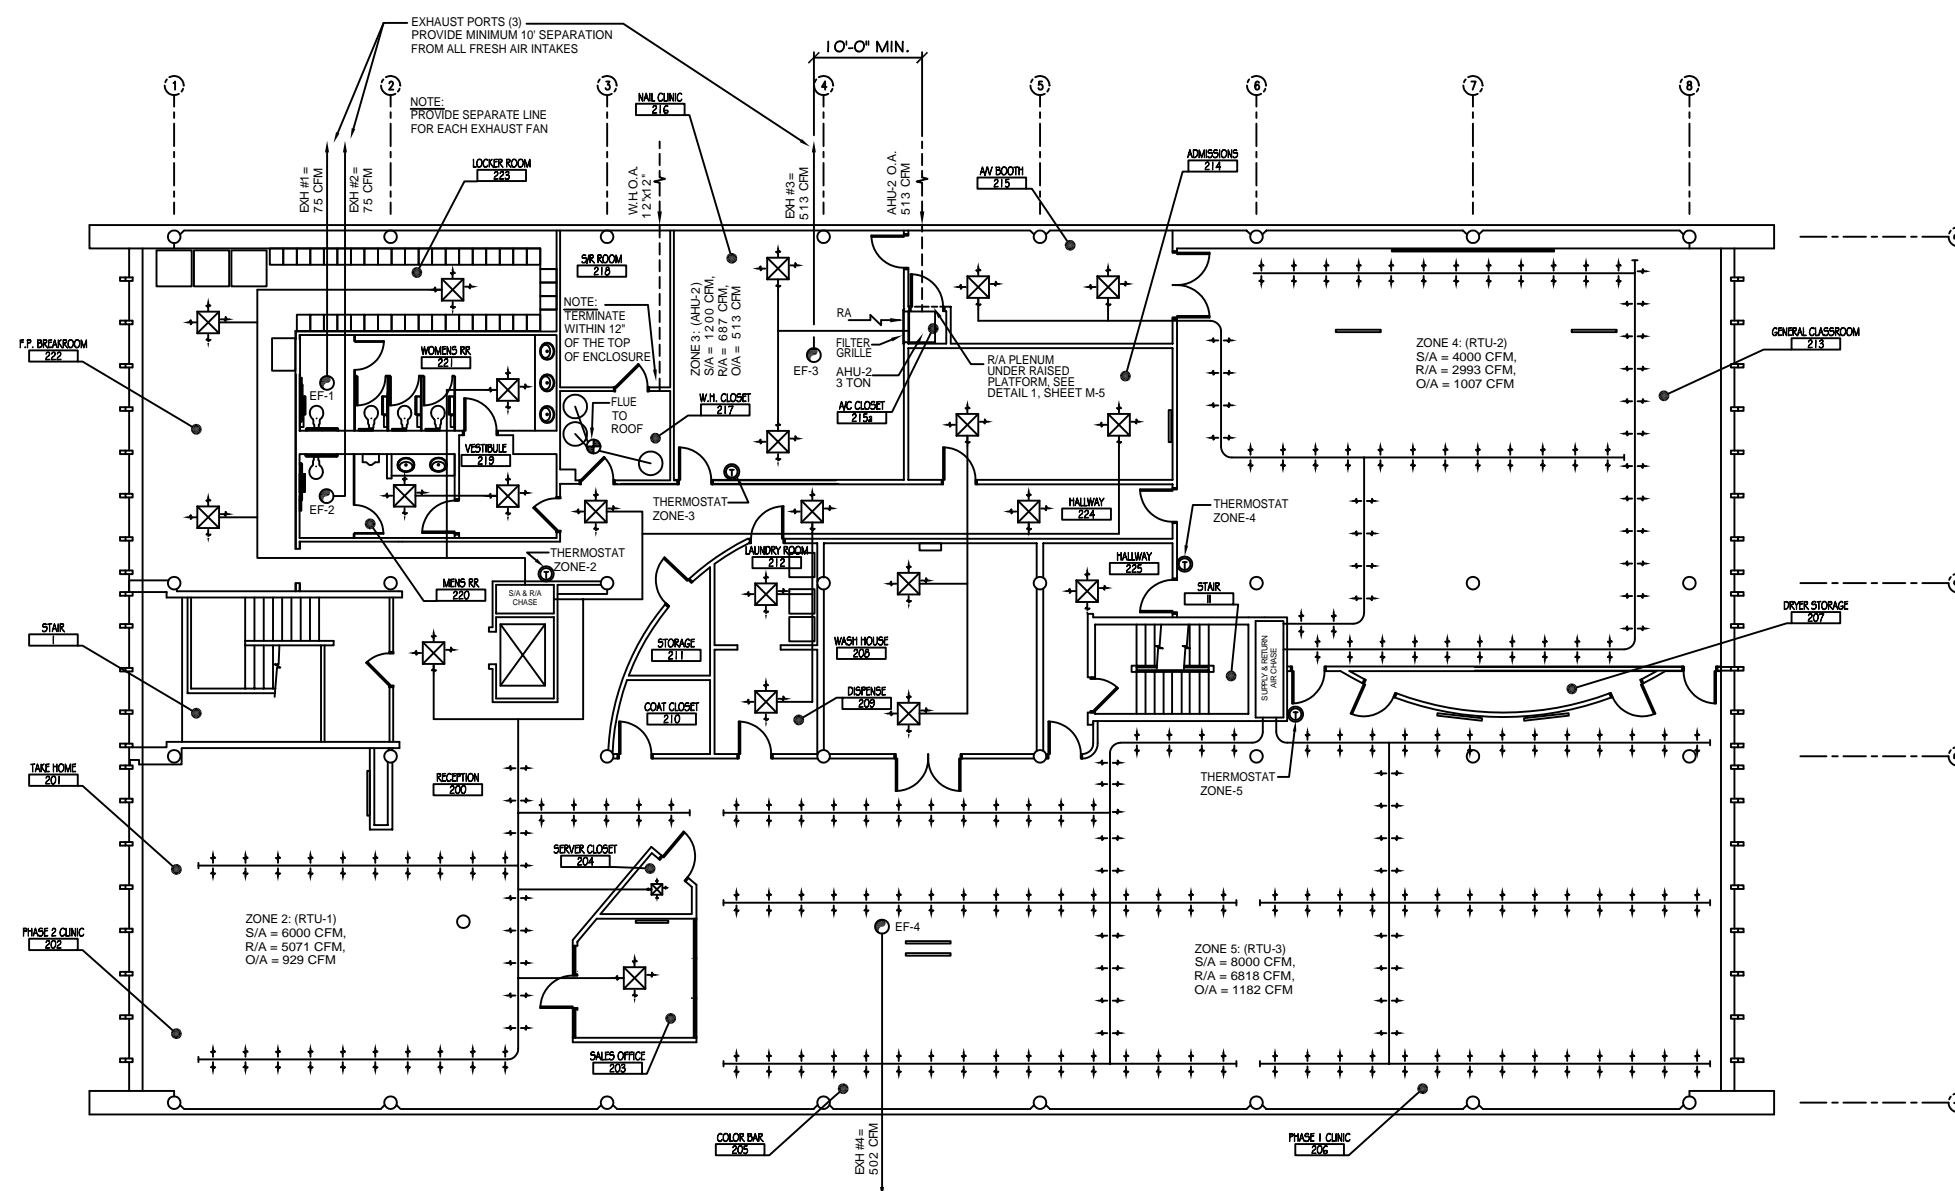 EXHAUST PORTS (3)
PROVIDE MINIMUM 10' SEPARATION
FROM ALL FRESH AIR INTAKES
10'-0" MIN.
1
2
3
4
5
6
7
8
NOTE:
PROVIDE SEPARATE LINE
FOR EACH EXHAUST FAN
NAIL CLINIC
216
LOCKER ROOM
223
A/V BOOTH
215
ADMISSIONS
214
EXH #1=
75 CFM
EXH #2=
75 CFM
W.H. O.A.
12"x12"
EXH #3=
513 CFM
AHU-2 O.A.
513 CFM
S/R ROOM
218
NOTE:
TERMINATE
WITHIN 12"
OF THE TOP
OF ENCLOSURE
ZONE 3: (AHU-2)
S/A = 1200 CFM,
R/A = 687 CFM,
O/A = 513 CFM
RA
FILTER
GRILLE
AHU-2
3 TON
R/A PLENUM
UNDER RAISED
PLATFORM, SEE
DETAIL 1, SHEET M-5
EF-3
A/C CLOSET
215a
ZONE 4: (RTU-2)
S/A = 4000 CFM,
R/A = 2993 CFM,
O/A = 1007 CFM
GENERAL CLASSROOM
213
F.P. BREAKROOM
222
WOMENS RR
221
EF-1
FLUE
TO
ROOF
W.H. CLOSET
217
VESTIBULE
219
EF-2
THERMOSTAT
ZONE-3
HALLWAY
224
THERMOSTAT
ZONE-4
THERMOSTAT
ZONE-2
LAUNDRY ROOM
212
HALLWAY
225
MENS RR
220
S/A & R/A
CHASE
STAIR
II
DRYER STORAGE
207
STAIR
I
STORAGE
211
WASH HOUSE
208
SUPPLY & RETURN
AIR CHASE
COAT CLOSET
210
DISPENSE
209
TAKE HOME
201
RECEPTION
200
THERMOSTAT
ZONE-5
SERVER CLOSET
204
ZONE 2: (RTU-1)
S/A = 6000 CFM,
R/A = 5071 CFM,
O/A = 929 CFM
EF-4
PHASE 2 CLINIC
202
ZONE 5: (RTU-3)
S/A = 8000 CFM,
R/A = 6818 CFM,
O/A = 1182 CFM
SALES OFFICE
203
COLOR BAR
205
EXH #4=
502 CFM
PHASE 1 CLINIC
206